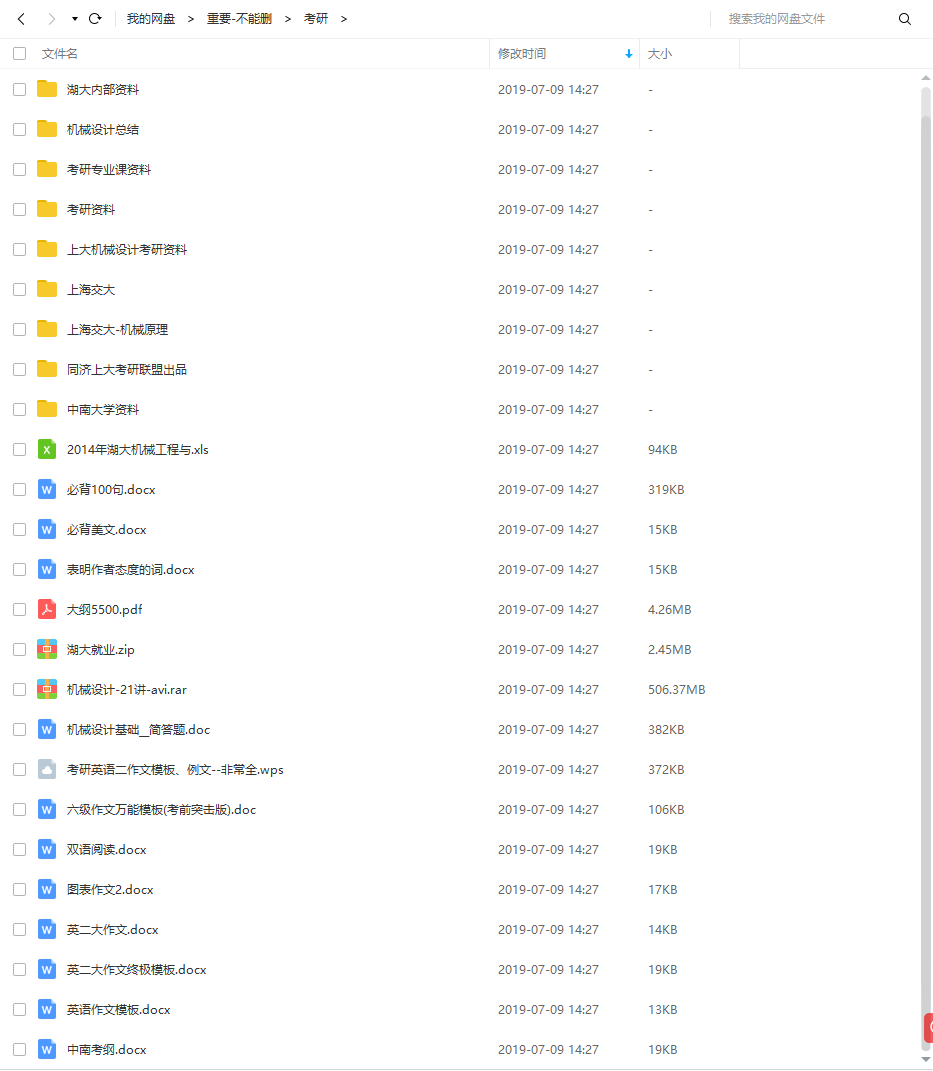 我的网盘 > 重要-不能删 > 考研 > 搜索我的网盘文件
文件名 修改时间 大小
湖大内部资料 2019-07-09 14:27 -
机械设计总结 2019-07-09 14:27 -
考研专业课资料 2019-07-09 14:27 -
考研资料 2019-07-09 14:27 -
上大机械设计考研资料 2019-07-09 14:27 -
上海交大 2019-07-09 14:27 -
上海交大-机械原理 2019-07-09 14:27 -
同济上大考研联盟出品 2019-07-09 14:27 -
中南大学资料 2019-07-09 14:27 -
2014年湖大机械工程与.xls 2019-07-09 14:27 94KB
必背100句.docx 2019-07-09 14:27 319KB
必背美文.docx 2019-07-09 14:27 15KB
表明作者态度的词.docx 2019-07-09 14:27 15KB
大纲5500.pdf 2019-07-09 14:27 4.26MB
湖大就业.zip 2019-07-09 14:27 2.45MB
机械设计-21讲-avi.rar 2019-07-09 14:27 506.37MB
机械设计基础__简答题.doc 2019-07-09 14:27 382KB
考研英语二作文模板、例文--非常全.wps 2019-07-09 14:27 372KB
六级作文万能模板(考前突击版).doc 2019-07-09 14:27 106KB
双语阅读.docx 2019-07-09 14:27 19KB
图表作文2.docx 2019-07-09 14:27 17KB
英二大作文.docx 2019-07-09 14:27 14KB
英二大作文终极模板.docx 2019-07-09 14:27 19KB
英语作文模板.docx 2019-07-09 14:27 13KB
中南考纲.docx 2019-07-09 14:27 19KB